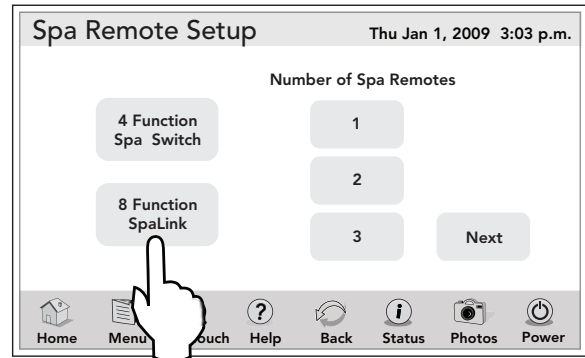 Spa Remote Setup
Thu Jan 1, 2009 3:03 p.m.
Number of Spa Remotes
4 Function
Spa Switch
8 Function
SpaLink
1
2
3
Next
Home Menu ouch Help Back Status Photos Power